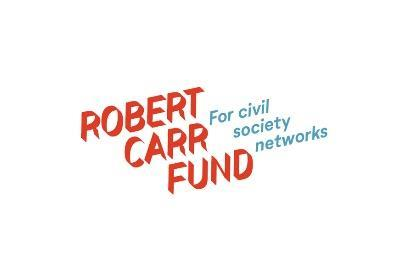 ROBERT
CARR
FUND
For civil
society
networks